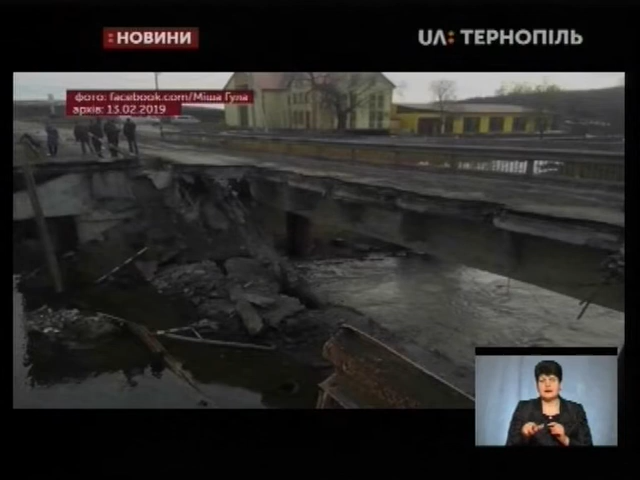 НОВИНИ
UA: ТЕРНОПІЛЬ
фото: facebook.com/Міша Гула
архів: 13.02.2019